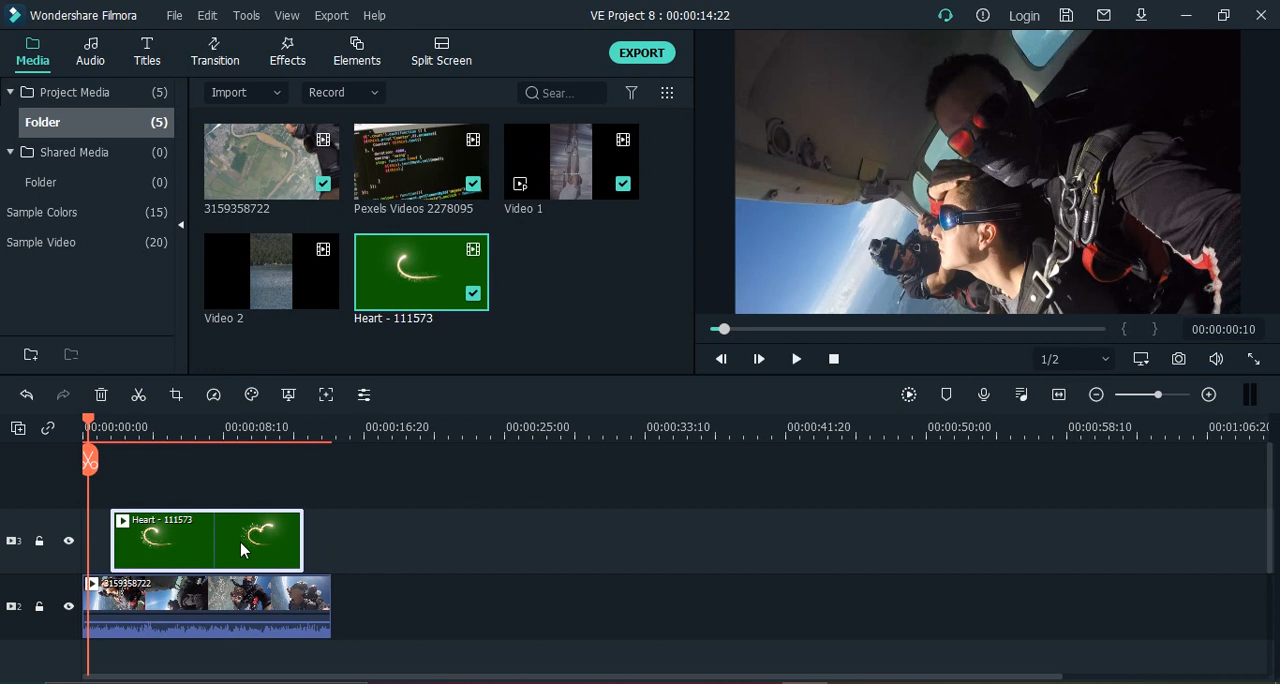 Wondershare Filmora File Edit Tools View Export Help VE Project 8 : 00:00:14:22 Login
Media Audio Titles Transition Effects Elements Split Screen EXPORT
Project Media (5)
Folder (5)
Shared Media (0)
Folder (0)
Sample Colors (15)
Sample Video (20)
Import Record Sear...
3159358722 Pexels Videos 2278095 Video 1
Video 2 Heart - 111573
{ } 00:00:00:10
1/2
00:00:00:00 00:00:08:10 00:00:16:20 00:00:25:00 00:00:33:10 00:00:41:20 00:00:50:00 00:00:58:10 00:01:06:20
3 Heart - 111573
2 3159358722